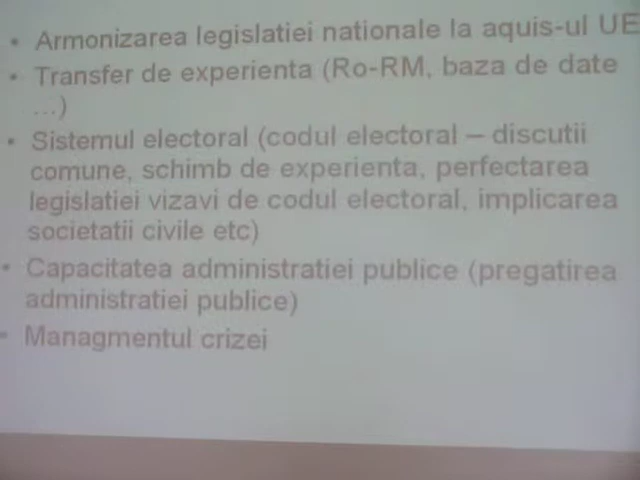 • Armonizarea legislatiei nationale la aquis-ul UE
• Transfer de experienta (Ro-RM, baza de date
...)
• Sistemul electoral (codul electoral – discutii
comune, schimb de experienta, perfectarea
legislatiei vizavi de codul electoral, implicarea
societatii civile etc)
• Capacitatea administratiei publice (pregatirea
administratiei publice)
• Managmentul crizei